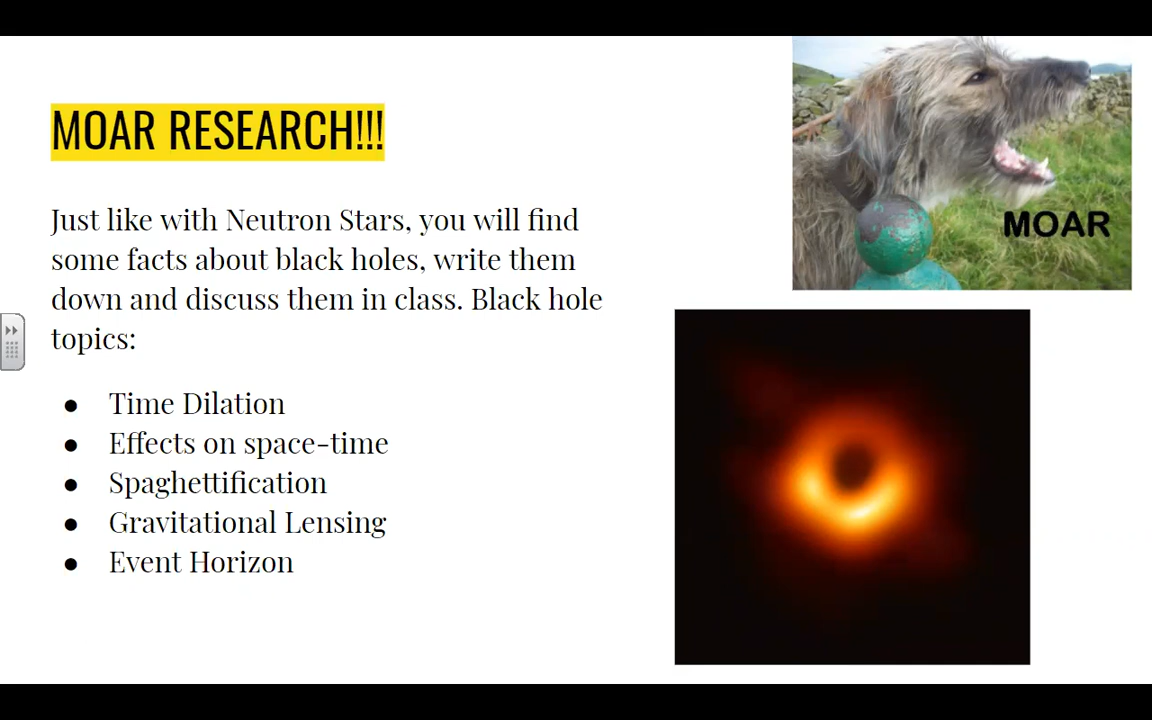 MOAR RESEARCH!!!
MOAR
Just like with Neutron Stars, you will find
some facts about black holes, write them
down and discuss them in class. Black hole
topics:
● Time Dilation
● Effects on space-time
● Spaghettification
● Gravitational Lensing
● Event Horizon